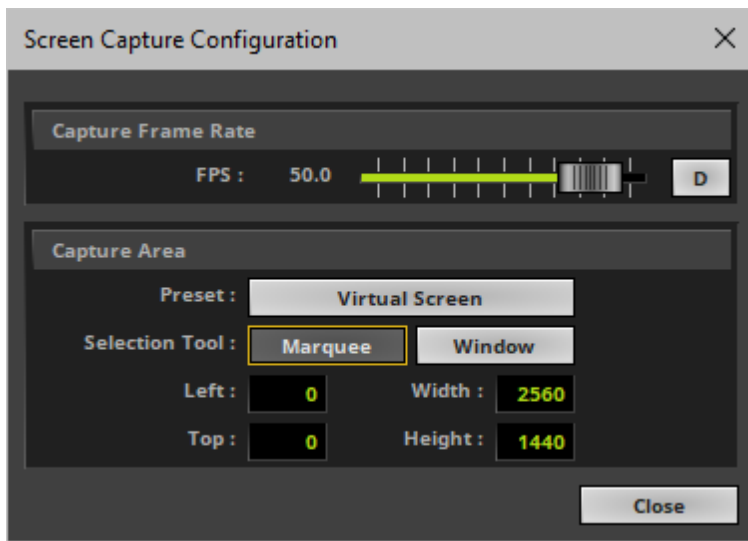 Screen Capture Configuration
Capture Frame Rate
FPS : 50.0 D
Capture Area
Preset : Virtual Screen
Selection Tool : Marquee Window
Left : 0 Width : 2560
Top : 0 Height : 1440
Close